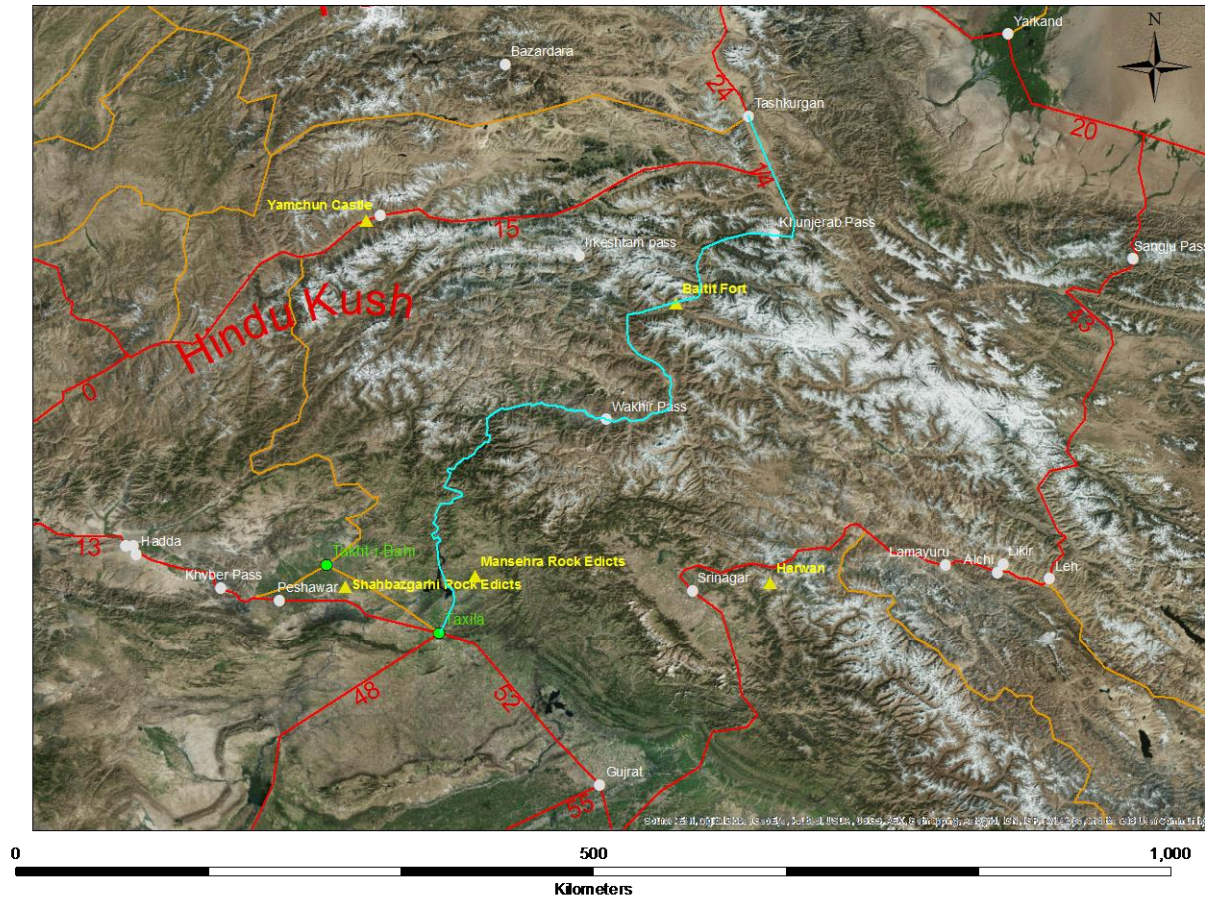 Yarkand
N
Bazardara
24
Tashkurgan
20
14
Yamchun Castle
15
Khunjerab Pass
Irkeshtam pass
Sanglu Pass
Baltit Fort
Hindu Kush
43
0
Wakhir Pass
13
Hadda
Takht-i-Bahi
Mansehra Rock Edicts
Lamayuru
Alchi
Likir
Leh
Khyber Pass
Peshawar
Shahbazgarhi Rock Edicts
Srinagar
Harwan
Taxila
48
52
Gujrat
55
0
500
1,000
Kilometers